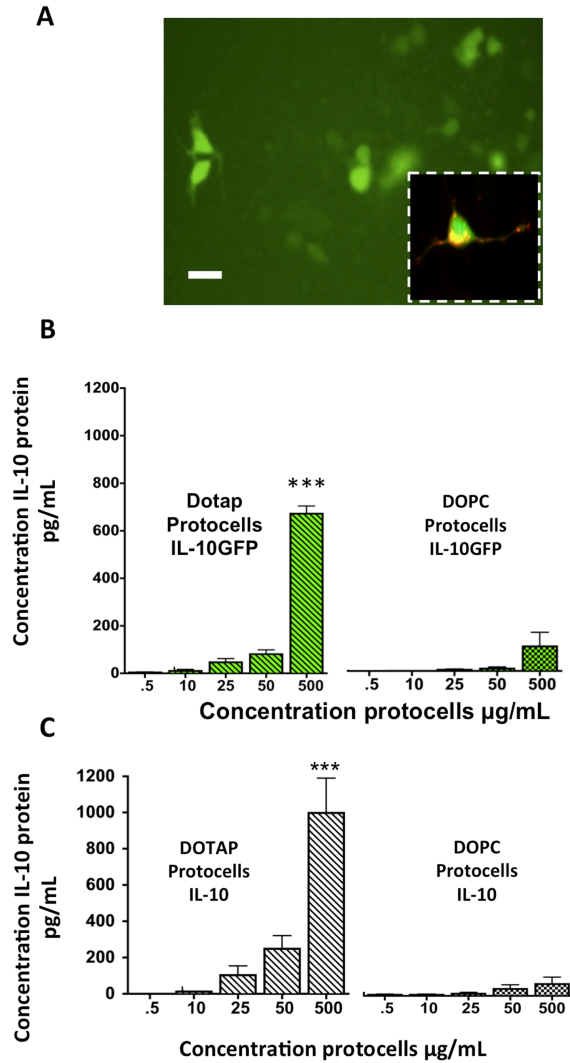 A
B
Concentration IL-10 protein
pg/mL
1200
1000
800
600
400
200
0
Dotap
Protocells
IL-10GFP
***
DOPC
Protocells
IL-10GFP
.5 10 25 50 500
.5 10 25 50 500
Concentration protocells µg/mL
C
Concentration IL-10 protein
pg/mL
1200
1000
800
600
400
200
0
DOTAP
Protocells
IL-10
***
DOPC
Protocells
IL-10
.5 10 25 50 500
.5 10 25 50 500
Concentration protocells µg/mL